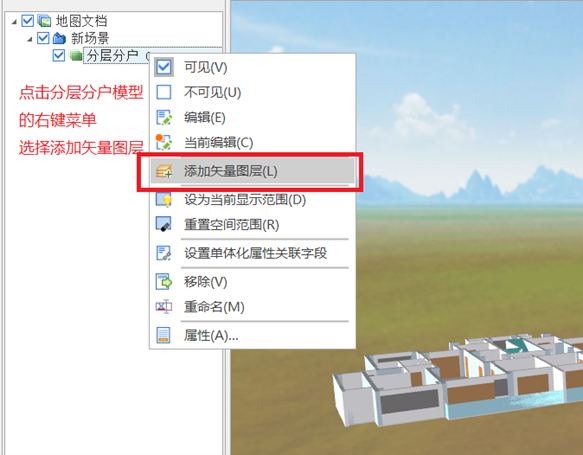 地图文档
新场景
分层分户
点击分层分户模型
的右键菜单
选择添加矢量图层
可见(V)
不可见(U)
编辑(E)
当前编辑(C)
添加矢量图层(L)
设为当前显示范围(D)
重置空间范围(R)
设置单体化属性关联字段
移除(V)
重命名(M)
属性(A)...